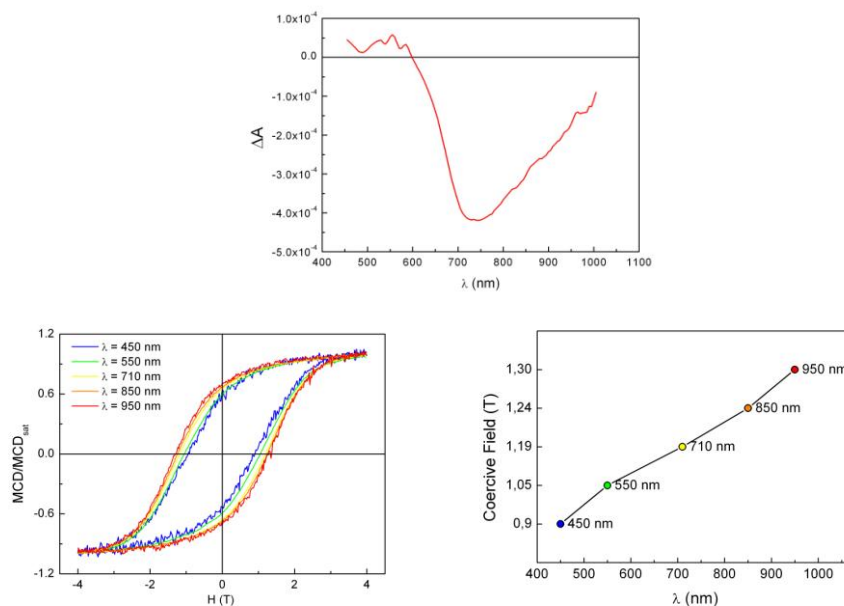 1.0x10⁻⁴
0.0
-1.0x10⁻⁴
-2.0x10⁻⁴
-3.0x10⁻⁴
-4.0x10⁻⁴
-5.0x10⁻⁴
ΔA
400 500 600 700 800 900 1000 1100
λ (nm)
1.2
0.6
0.0
-0.6
-1.2
MCD/MCDsat
λ = 450 nm
λ = 550 nm
λ = 710 nm
λ = 850 nm
λ = 950 nm
-4 -2 0 2 4
H (T)
1.30
1.24
1.19
1.05
0,9
Coercive Field (T)
950 nm
850 nm
710 nm
550 nm
450 nm
400 500 600 700 800 900 1000
λ (nm)